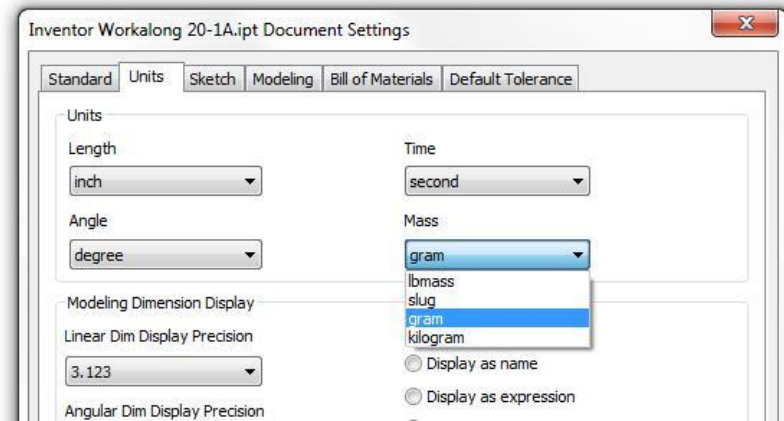 Inventor Workalong 20-1A.ipt Document Settings
Standard Units Sketch Modeling Bill of Materials Default Tolerance
Units
Length Time
inch second
Angle Mass
degree gram
lbmass
slug
gram
kilogram
Modeling Dimension Display
Linear Dim Display Precision
3.123
Display as name
Display as expression
Angular Dim Display Precision